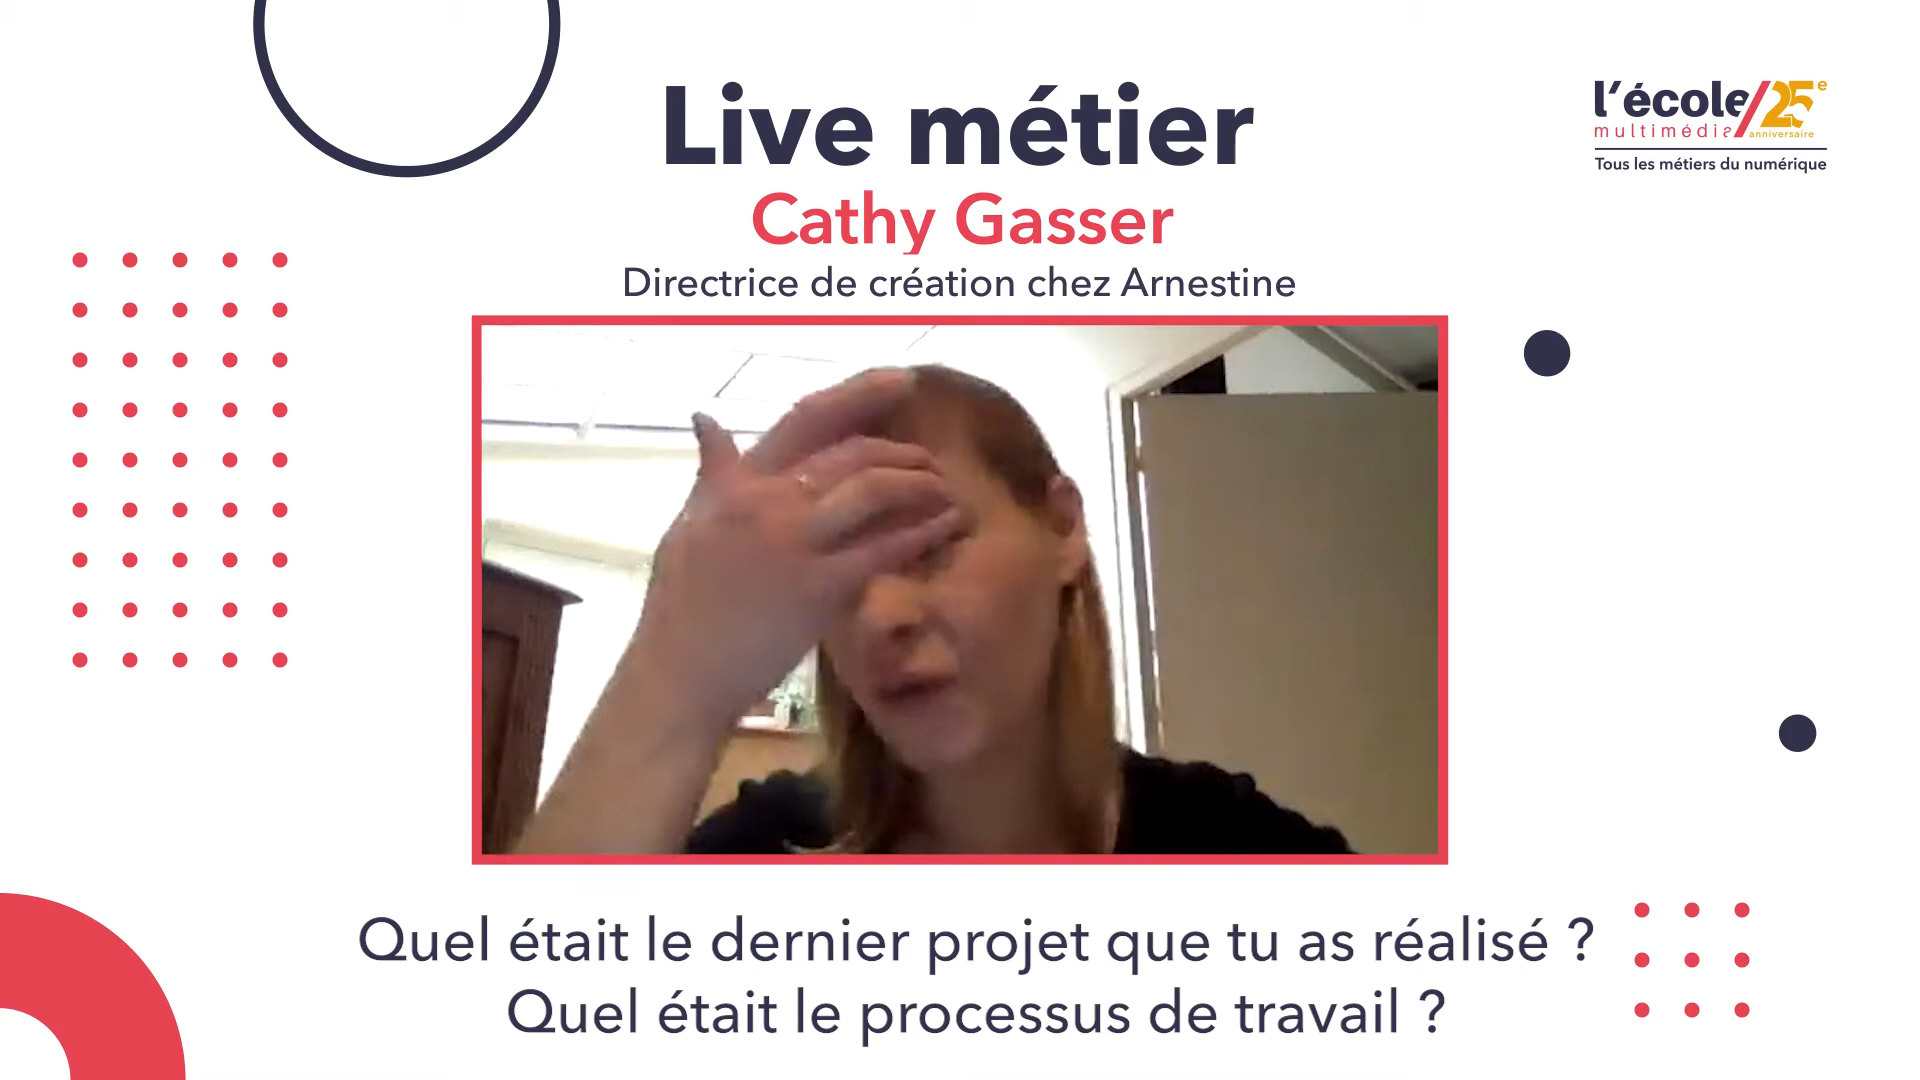 Live métier
Cathy Gasser
Directrice de création chez Arnestine
l'école/25e
multimédia anniversaire
Tous les métiers du numérique
Quel était le dernier projet que tu as réalisé ?
Quel était le processus de travail ?